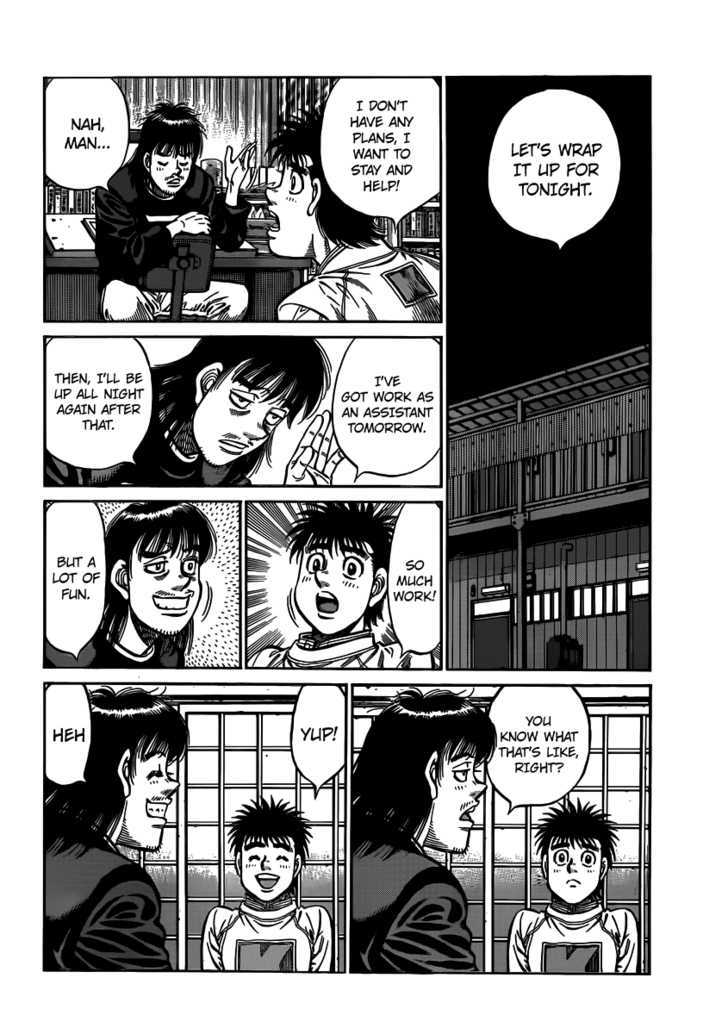 LET'S WRAP
IT UP FOR
TONIGHT.
I DON'T
HAVE ANY
PLANS, I
WANT TO
STAY AND
HELP!
NAH,
MAN...
I'VE
GOT WORK AS
AN ASSISTANT
TOMORROW.
THEN, I'LL BE
UP ALL NIGHT
AGAIN AFTER
THAT.
SO
MUCH
WORK!
BUT A
LOT OF
FUN.
YOU
KNOW WHAT
THAT'S LIKE,
RIGHT?
YUP!
HEH